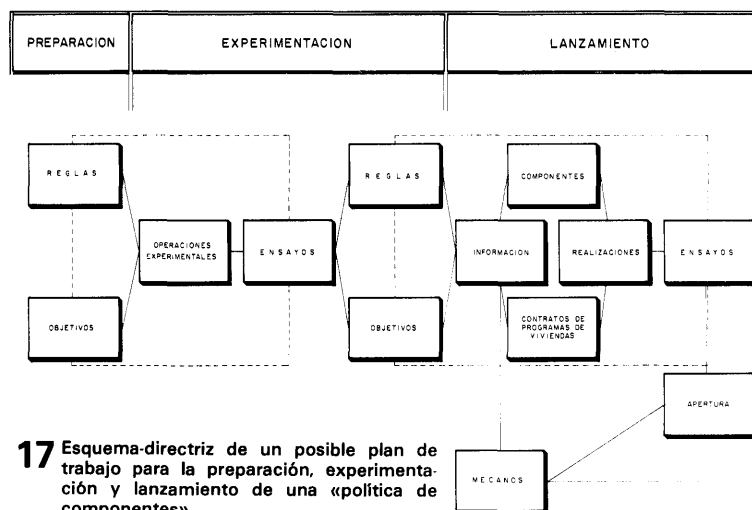 PREPARACION
EXPERIMENTACION
LANZAMIENTO
REGLAS
REGLAS
COMPONENTES
OPERACIONES
EXPERIMENTALES
ENSAYOS
INFORMACION
REALIZACIONES
ENSAYOS
OBJETIVOS
OBJETIVOS
CONTRATOS DE
PROGRAMAS DE
VIVIENDAS
APERTURA
MECANOS
17 Esquema-directriz de un posible plan de
trabajo para la preparación, experimenta-
ción y lanzamiento de una «política de
componentes»